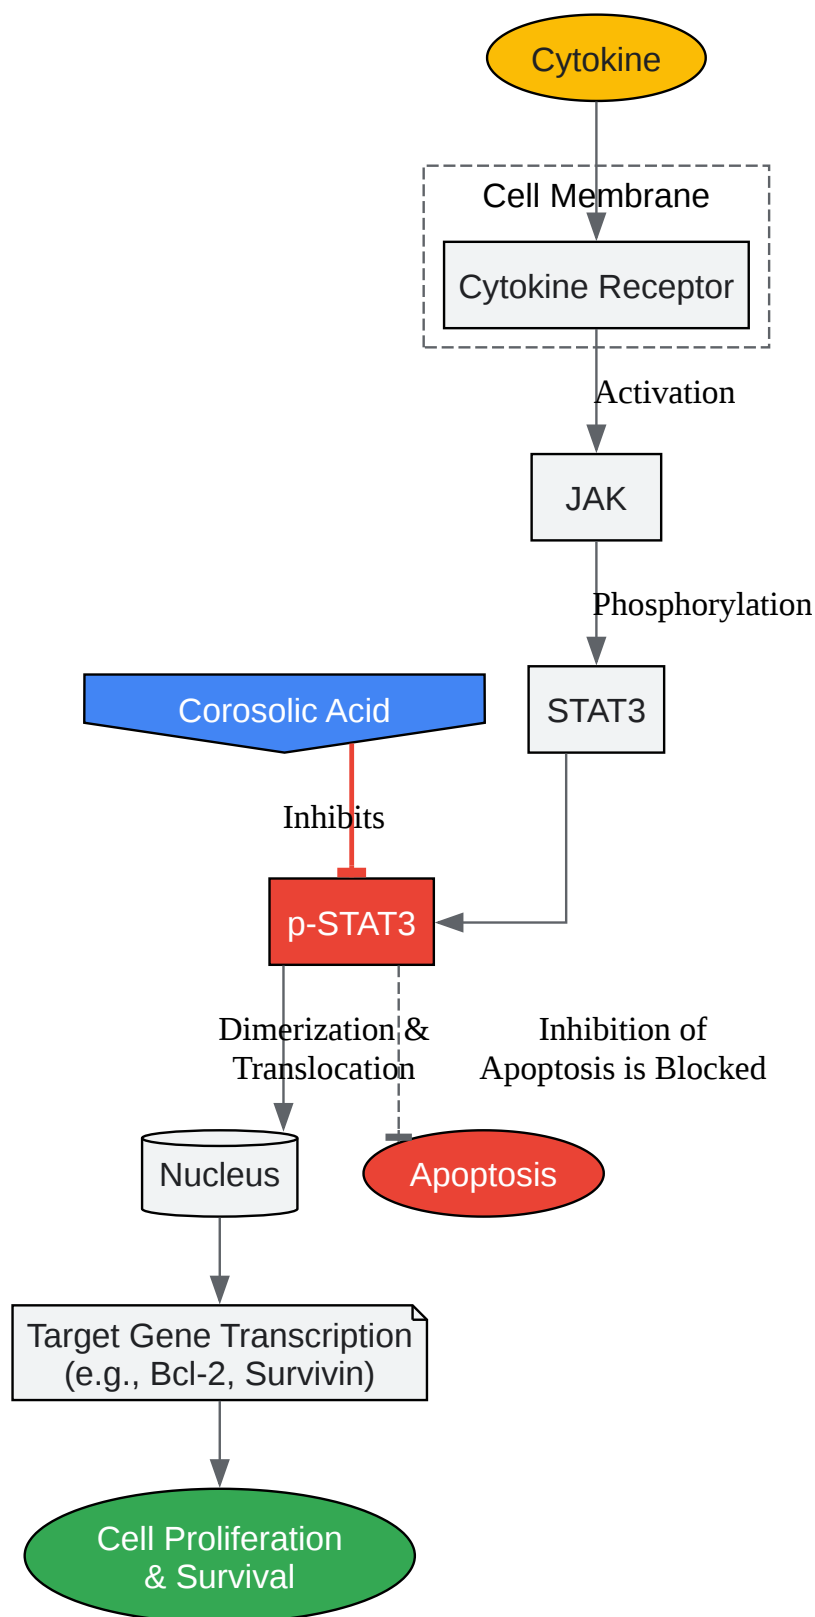 Cytokine
Cell Membrane
Cytokine Receptor
Activation
JAK
Phosphorylation
Corosolic Acid
STAT3
Inhibits
p-STAT3
Dimerization &
Translocation
Inhibition of
Apoptosis is Blocked
Nucleus
Apoptosis
Target Gene Transcription
(e.g., Bcl-2, Survivin)
Cell Proliferation
& Survival